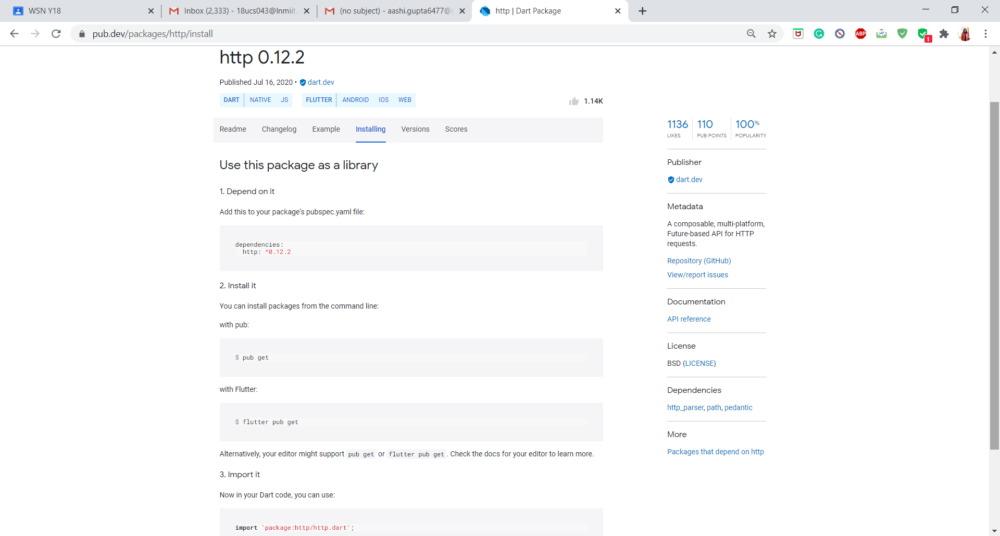 WSN Y18
Inbox (2,333) - 18ucs043@lnmiit.
(no subject) - aashi.gupta6477@g
http | Dart Package
pub.dev/packages/http/install
ABP
1
http 0.12.2
Published Jul 16, 2020 • dart.dev
DART NATIVE JS FLUTTER ANDROID IOS WEB
1.14K
Readme Changelog Example Installing Versions Scores
Use this package as a library
1. Depend on it
Add this to your package's pubspec.yaml file:
dependencies:
http: ^0.12.2
2. Install it
You can install packages from the command line:
with pub:
$ pub get
with Flutter:
$ flutter pub get
Alternatively, your editor might support pub get or flutter pub get. Check the docs for your editor to learn more.
3. Import it
Now in your Dart code, you can use:
import 'package:http/http.dart';
1136 110 100%
LIKES PUB POINTS POPULARITY
Publisher
dart.dev
Metadata
A composable, multi-platform,
Future-based API for HTTP
requests.
Repository (GitHub)
View/report issues
Documentation
API reference
License
BSD (LICENSE)
Dependencies
http_parser, path, pedantic
More
Packages that depend on http